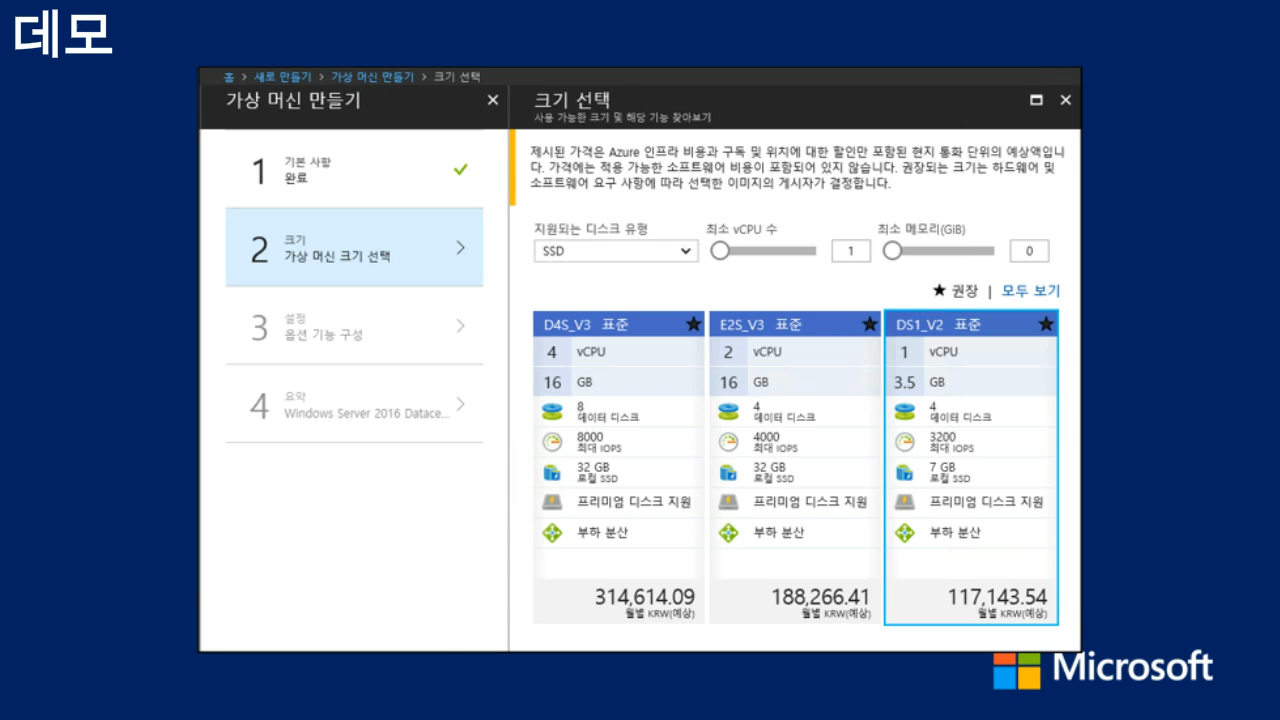 데모
홈 > 새로 만들기 > 가상 머신 만들기 > 크기 선택
가상 머신 만들기
크기 선택
사용 가능한 크기 및 해당 기능 찾아보기
1
기본 사항
완료
2
크기
가상 머신 크기 선택
3
설정
옵션 기능 구성
4
요약
Windows Server 2016 Datace...
제시된 가격은 Azure 인프라 비용과 구독 및 위치에 대한 할인만 포함된 현지 통화 단위의 예상액입니
다. 가격에는 적용 가능한 소프트웨어 비용이 포함되어 있지 않습니다. 권장되는 크기는 하드웨어 및
소프트웨어 요구 사항에 따라 선택한 이미지의 게시자가 결정합니다.
지원되는 디스크 유형 최소 vCPU 수 최소 메모리(GiB)
SSD 1 0
★ 권장 | 모두 보기
D4S_V3 표준
4 vCPU
16 GB
8
데이터 디스크
8000
최대 IOPS
32 GB
로컬 SSD
프리미엄 디스크 지원
부하 분산
314,614.09
월별 KRW(예상)
E2S_V3 표준
2 vCPU
16 GB
4
데이터 디스크
4000
최대 IOPS
32 GB
로컬 SSD
프리미엄 디스크 지원
부하 분산
188,266.41
월별 KRW(예상)
DS1_V2 표준
1 vCPU
3.5 GB
4
데이터 디스크
3200
최대 IOPS
7 GB
로컬 SSD
프리미엄 디스크 지원
부하 분산
117,143.54
월별 KRW(예상)
Microsoft